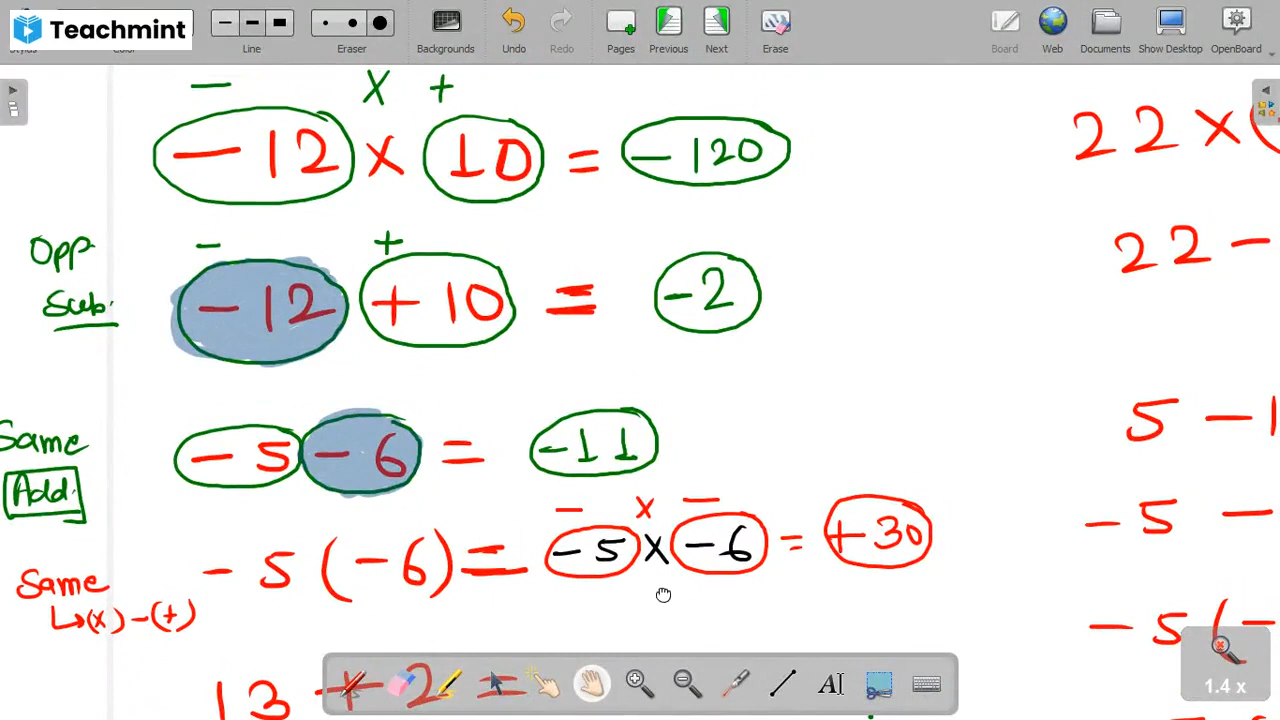 Teachmint
Line
Eraser
Backgrounds
Undo
Redo
Pages
Previous
Next
Erase
Board
Web
Documents
Show Desktop
OpenBoard
- x +
-12 x 10 = -120
22 x (
- +
Opp
Sub.
-12 + 10 = -2
22 -
Same
Add.
-5 - 6 = -11
5 - 1
- x -
-5 (-6) = -5 x -6 = +30
-5 -
Same
↳(x) - (+)
-5 (-
13 + 2 =
1.4 x